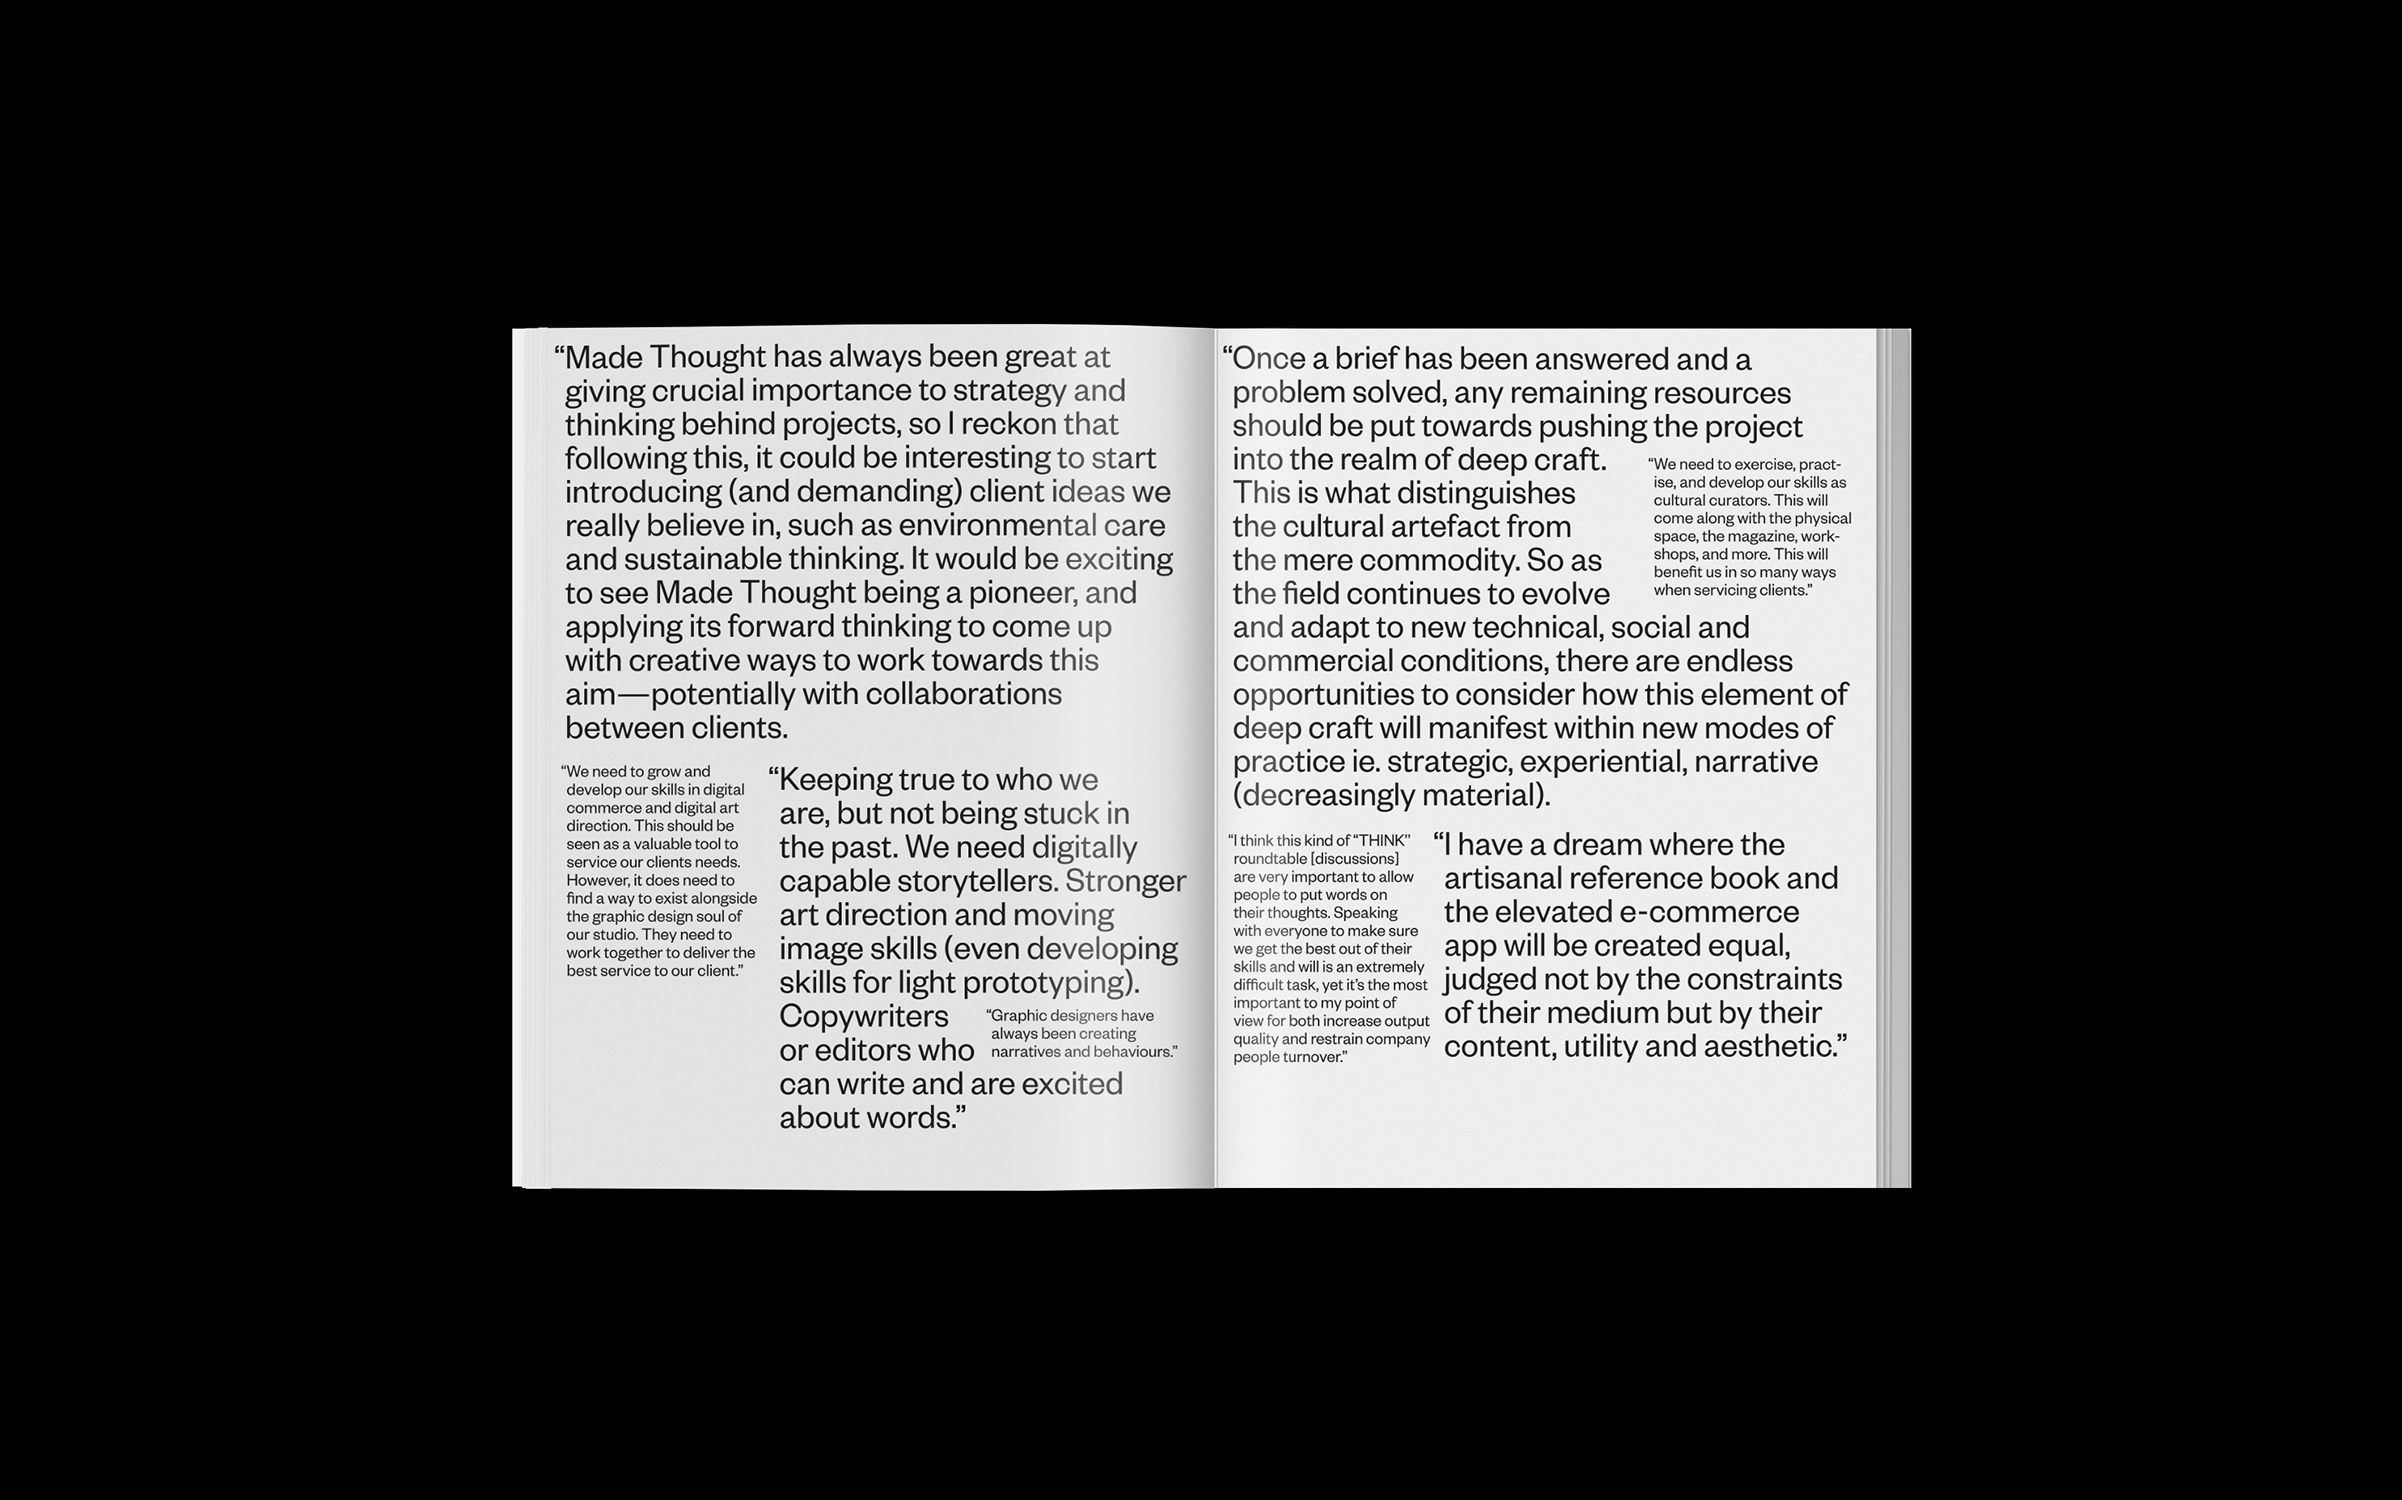 “Made Thought has always been great at
giving crucial importance to strategy and
thinking behind projects, so I reckon that
following this, it could be interesting to start
introducing (and demanding) client ideas we
really believe in, such as environmental care
and sustainable thinking. It would be exciting
to see Made Thought being a pioneer, and
applying its forward thinking to come up
with creative ways to work towards this
aim—potentially with collaborations
between clients.
“We need to grow and
develop our skills in digital
commerce and digital art
direction. This should be
seen as a valuable tool to
service our clients needs.
However, it does need to
find a way to exist alongside
the graphic design soul of
our studio. They need to
work together to deliver the
best service to our client.”
“Keeping true to who we
are, but not being stuck in
the past. We need digitally
capable storytellers. Stronger
art direction and moving
image skills (even developing
skills for light prototyping).
Copywriters
or editors who
can write and are excited
about words.”
“Graphic designers have
always been creating
narratives and behaviours.”
“Once a brief has been answered and a
problem solved, any remaining resources
should be put towards pushing the project
into the realm of deep craft.
This is what distinguishes
the cultural artefact from
the mere commodity. So as
the field continues to evolve
and adapt to new technical, social and
commercial conditions, there are endless
opportunities to consider how this element of
deep craft will manifest within new modes of
practice ie. strategic, experiential, narrative
(decreasingly material).
“We need to exercise, pract-
ise, and develop our skills as
cultural curators. This will
come along with the physical
space, the magazine, work-
shops, and more. This will
benefit us in so many ways
when servicing clients.”
“I think this kind of “THINK”
roundtable [discussions]
are very important to allow
people to put words on
their thoughts. Speaking
with everyone to make sure
we get the best out of their
skills and will is an extremely
difficult task, yet it’s the most
important to my point of
view for both increase output
quality and restrain company
people turnover.”
“I have a dream where the
artisanal reference book and
the elevated e-commerce
app will be created equal,
judged not by the constraints
of their medium but by their
content, utility and aesthetic.”